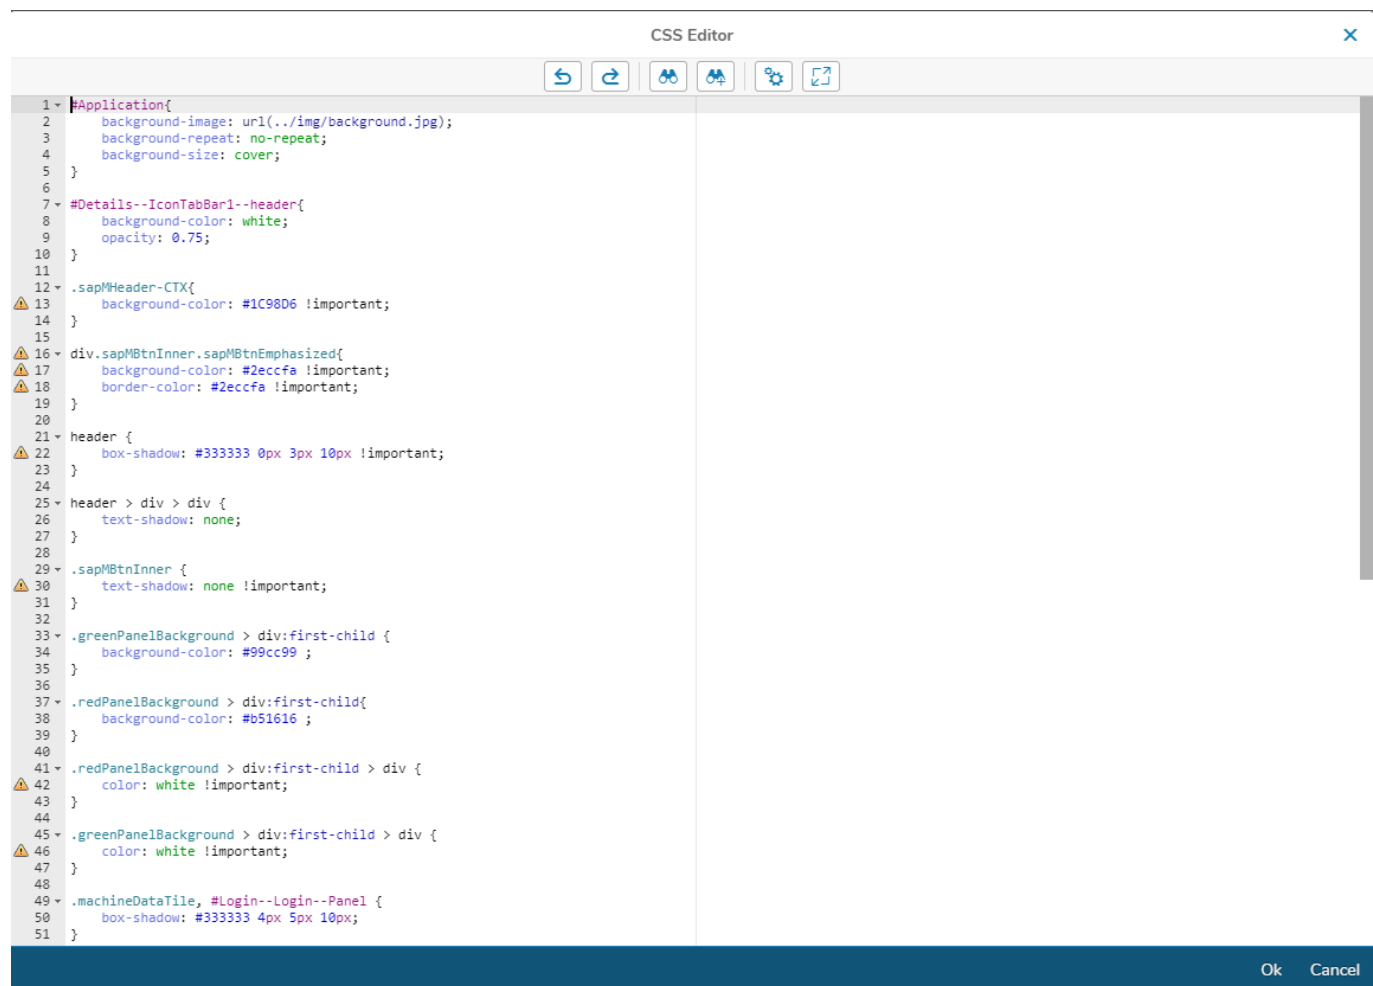 CSS Editor
1 #Application{
2     background-image: url(../img/background.jpg);
3     background-repeat: no-repeat;
4     background-size: cover;
5 }
6
7 #Details--IconTabBar1--header{
8     background-color: white;
9     opacity: 0.75;
10 }
11
12 .sapMHeader-CTX{
13     background-color: #1C98D6 !important;
14 }
15
16 div.sapMBtnInner.sapMBtnEmphasized{
17     background-color: #2eccfa !important;
18     border-color: #2eccfa !important;
19 }
20
21 header {
22     box-shadow: #333333 0px 3px 10px !important;
23 }
24
25 header > div > div {
26     text-shadow: none;
27 }
28
29 .sapMBtnInner {
30     text-shadow: none !important;
31 }
32
33 .greenPanelBackground > div:first-child {
34     background-color: #99cc99 ;
35 }
36
37 .redPanelBackground > div:first-child{
38     background-color: #b51616 ;
39 }
40
41 .redPanelBackground > div:first-child > div {
42     color: white !important;
43 }
44
45 .greenPanelBackground > div:first-child > div {
46     color: white !important;
47 }
48
49 .machineDataTile, #Login--Login--Panel {
50     box-shadow: #333333 4px 5px 10px;
51 }
Ok Cancel